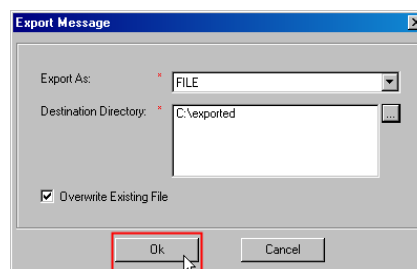 Export Message
Export As: * FILE
Destination Directory: * C:\exported
...
Overwrite Existing File
Ok Cancel